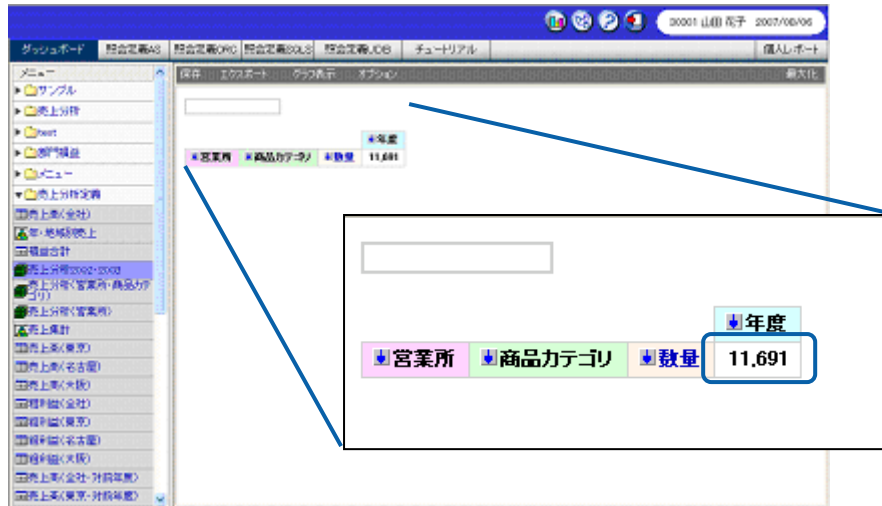 00001 山田 花子 2007/08/06
ダッシュボード 照会定義AS 照会定義ORC 照会定義SQLS 照会定義UDB チュートリアル 個人レポート
メニュー
保存 エクスポート グラフ表示 オプション 最大化
サンプル
売上分析
test
部門損益
メニュー
売上分析定義
売上高(全社)
年・地域別売上
損益合計
売上分析2002-2003
売上分析(営業所・商品カテゴリ)
売上分析(営業所)
売上集計
売上高(東京)
売上高(名古屋)
売上高(大阪)
粗利益(全社)
粗利益(東京)
粗利益(名古屋)
粗利益(大阪)
売上高(全社-対前年度)
売上高(東京-対前年度)
年度
営業所 商品カテゴリ 数量 11,691
年度
営業所 商品カテゴリ 数量 11,691